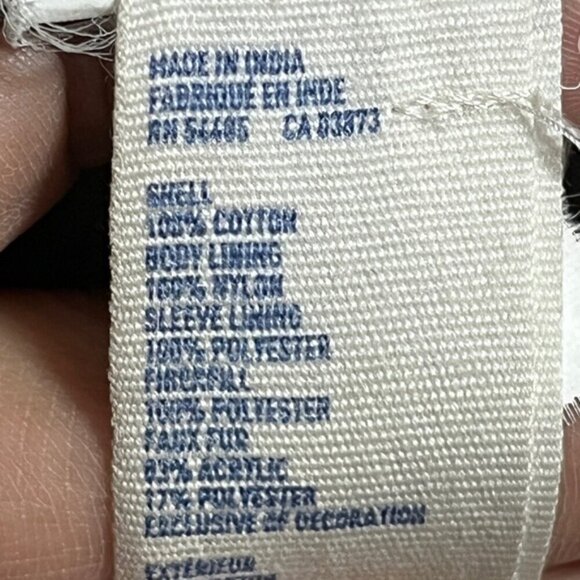 MADE IN INDIA
FABRIQUE EN INDE
RN 54485 CA 03073
SHELL
100% COTTON
BODY LINING
100% NYLON
SLEEVE LINING
100% POLYESTER
FIBERFILL
100% POLYESTER
FAUX FUR
83% ACRYLIC
17% POLYESTER
EXCLUSIVE OF DECORATION
EXTERIEUR